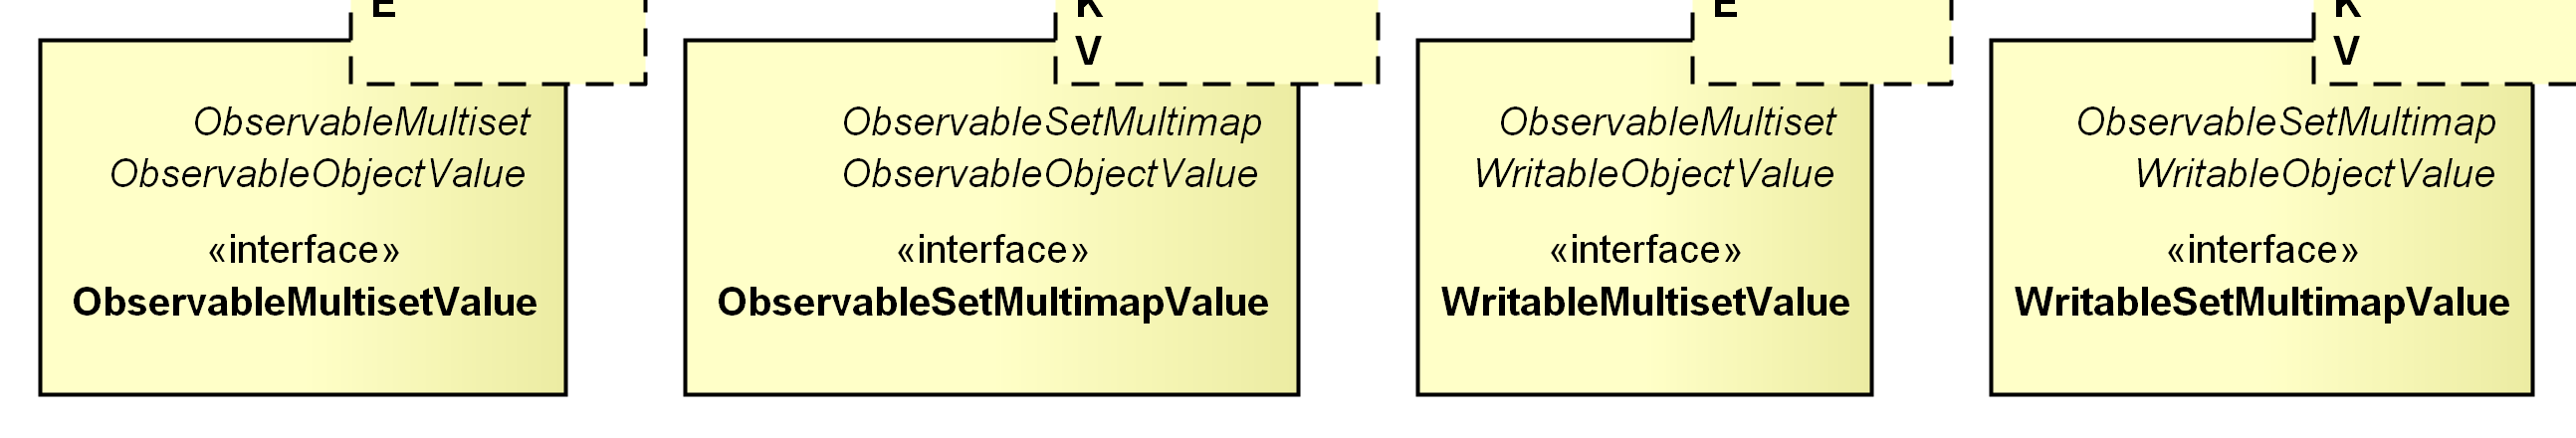 E
ObservableMultiset
ObservableObjectValue
«interface»
ObservableMultisetValue
K
V
ObservableSetMultimap
ObservableObjectValue
«interface»
ObservableSetMultimapValue
E
ObservableMultiset
WritableObjectValue
«interface»
WritableMultisetValue
K
V
ObservableSetMultimap
WritableObjectValue
«interface»
WritableSetMultimapValue